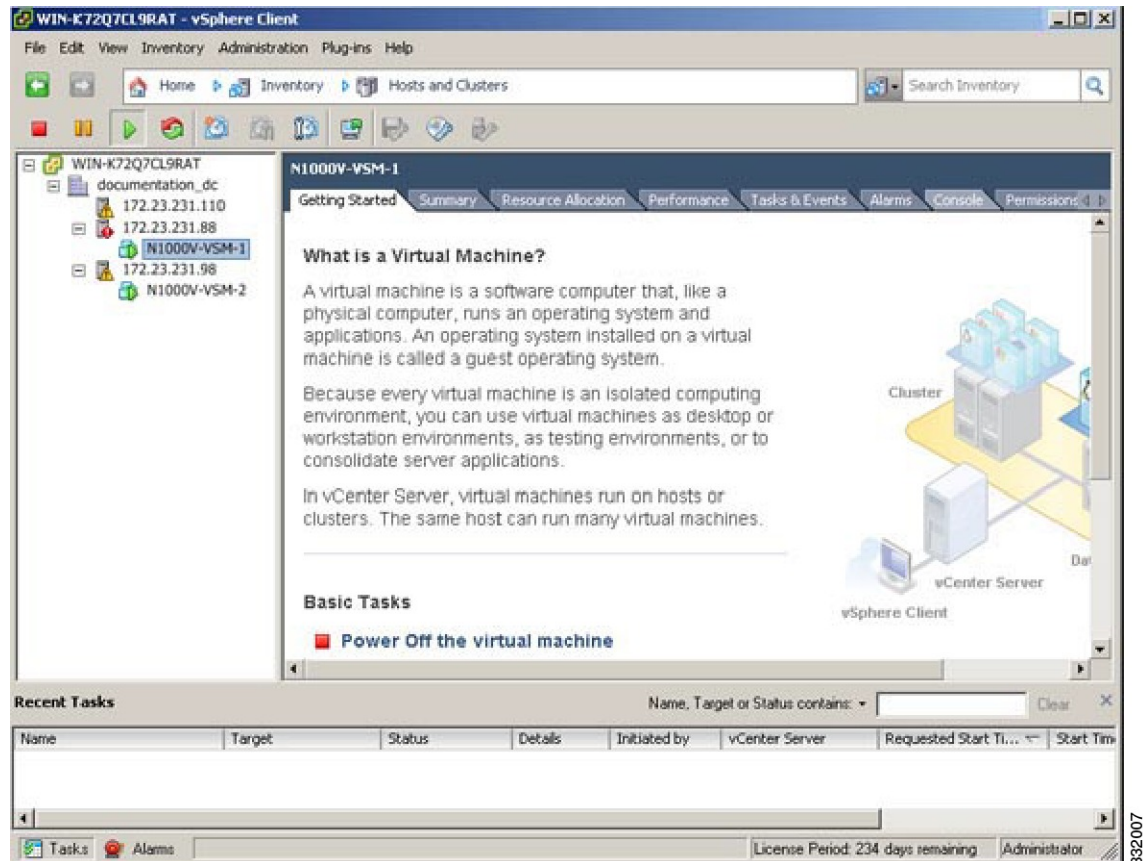 WIN-K72Q7CL9RAT - vSphere Client
File Edit View Inventory Administration Plug-ins Help
Home Inventory Hosts and Clusters
Search Inventory
WIN-K72Q7CL9RAT
documentation_dc
172.23.231.110
172.23.231.88
N1000V-VSM-1
172.23.231.98
N1000V-VSM-2
N1000V-VSM-1
Getting Started Summary Resource Allocation Performance Tasks & Events Alarms Console Permissions
What is a Virtual Machine?
A virtual machine is a software computer that, like a
physical computer, runs an operating system and
applications. An operating system installed on a virtual
machine is called a guest operating system.
Because every virtual machine is an isolated computing
environment, you can use virtual machines as desktop or
workstation environments, as testing environments, or to
consolidate server applications.
In vCenter Server, virtual machines run on hosts or
clusters. The same host can run many virtual machines.
Basic Tasks
Power Off the virtual machine
Cluster
Da
vCenter Server
vSphere Client
Recent Tasks
Name, Target or Status contains:
Clear
Name Target Status Details Initiated by vCenter Server Requested Start Ti... Start Tim
Tasks Alarms
License Period: 234 days remaining
Administrator
332007